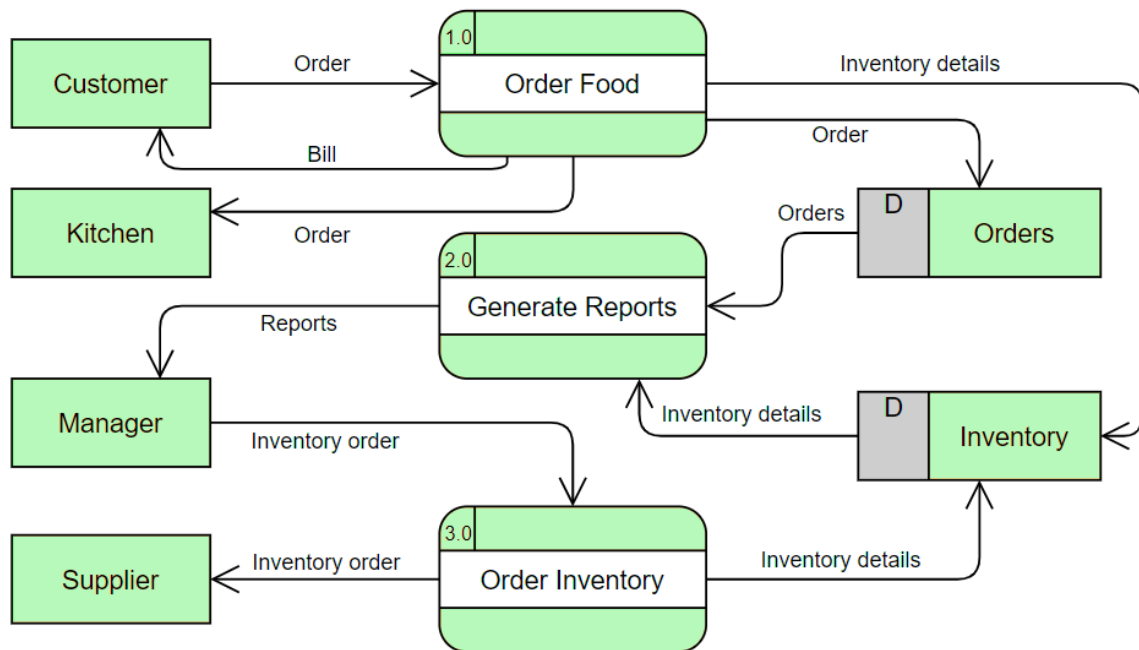 1.0
Customer
Order
Order Food
Inventory details
Order
Bill
Kitchen
Order
D
Orders
Orders
2.0
Generate Reports
Reports
Manager
Inventory order
Inventory details
D
Inventory
3.0
Supplier
Inventory order
Order Inventory
Inventory details